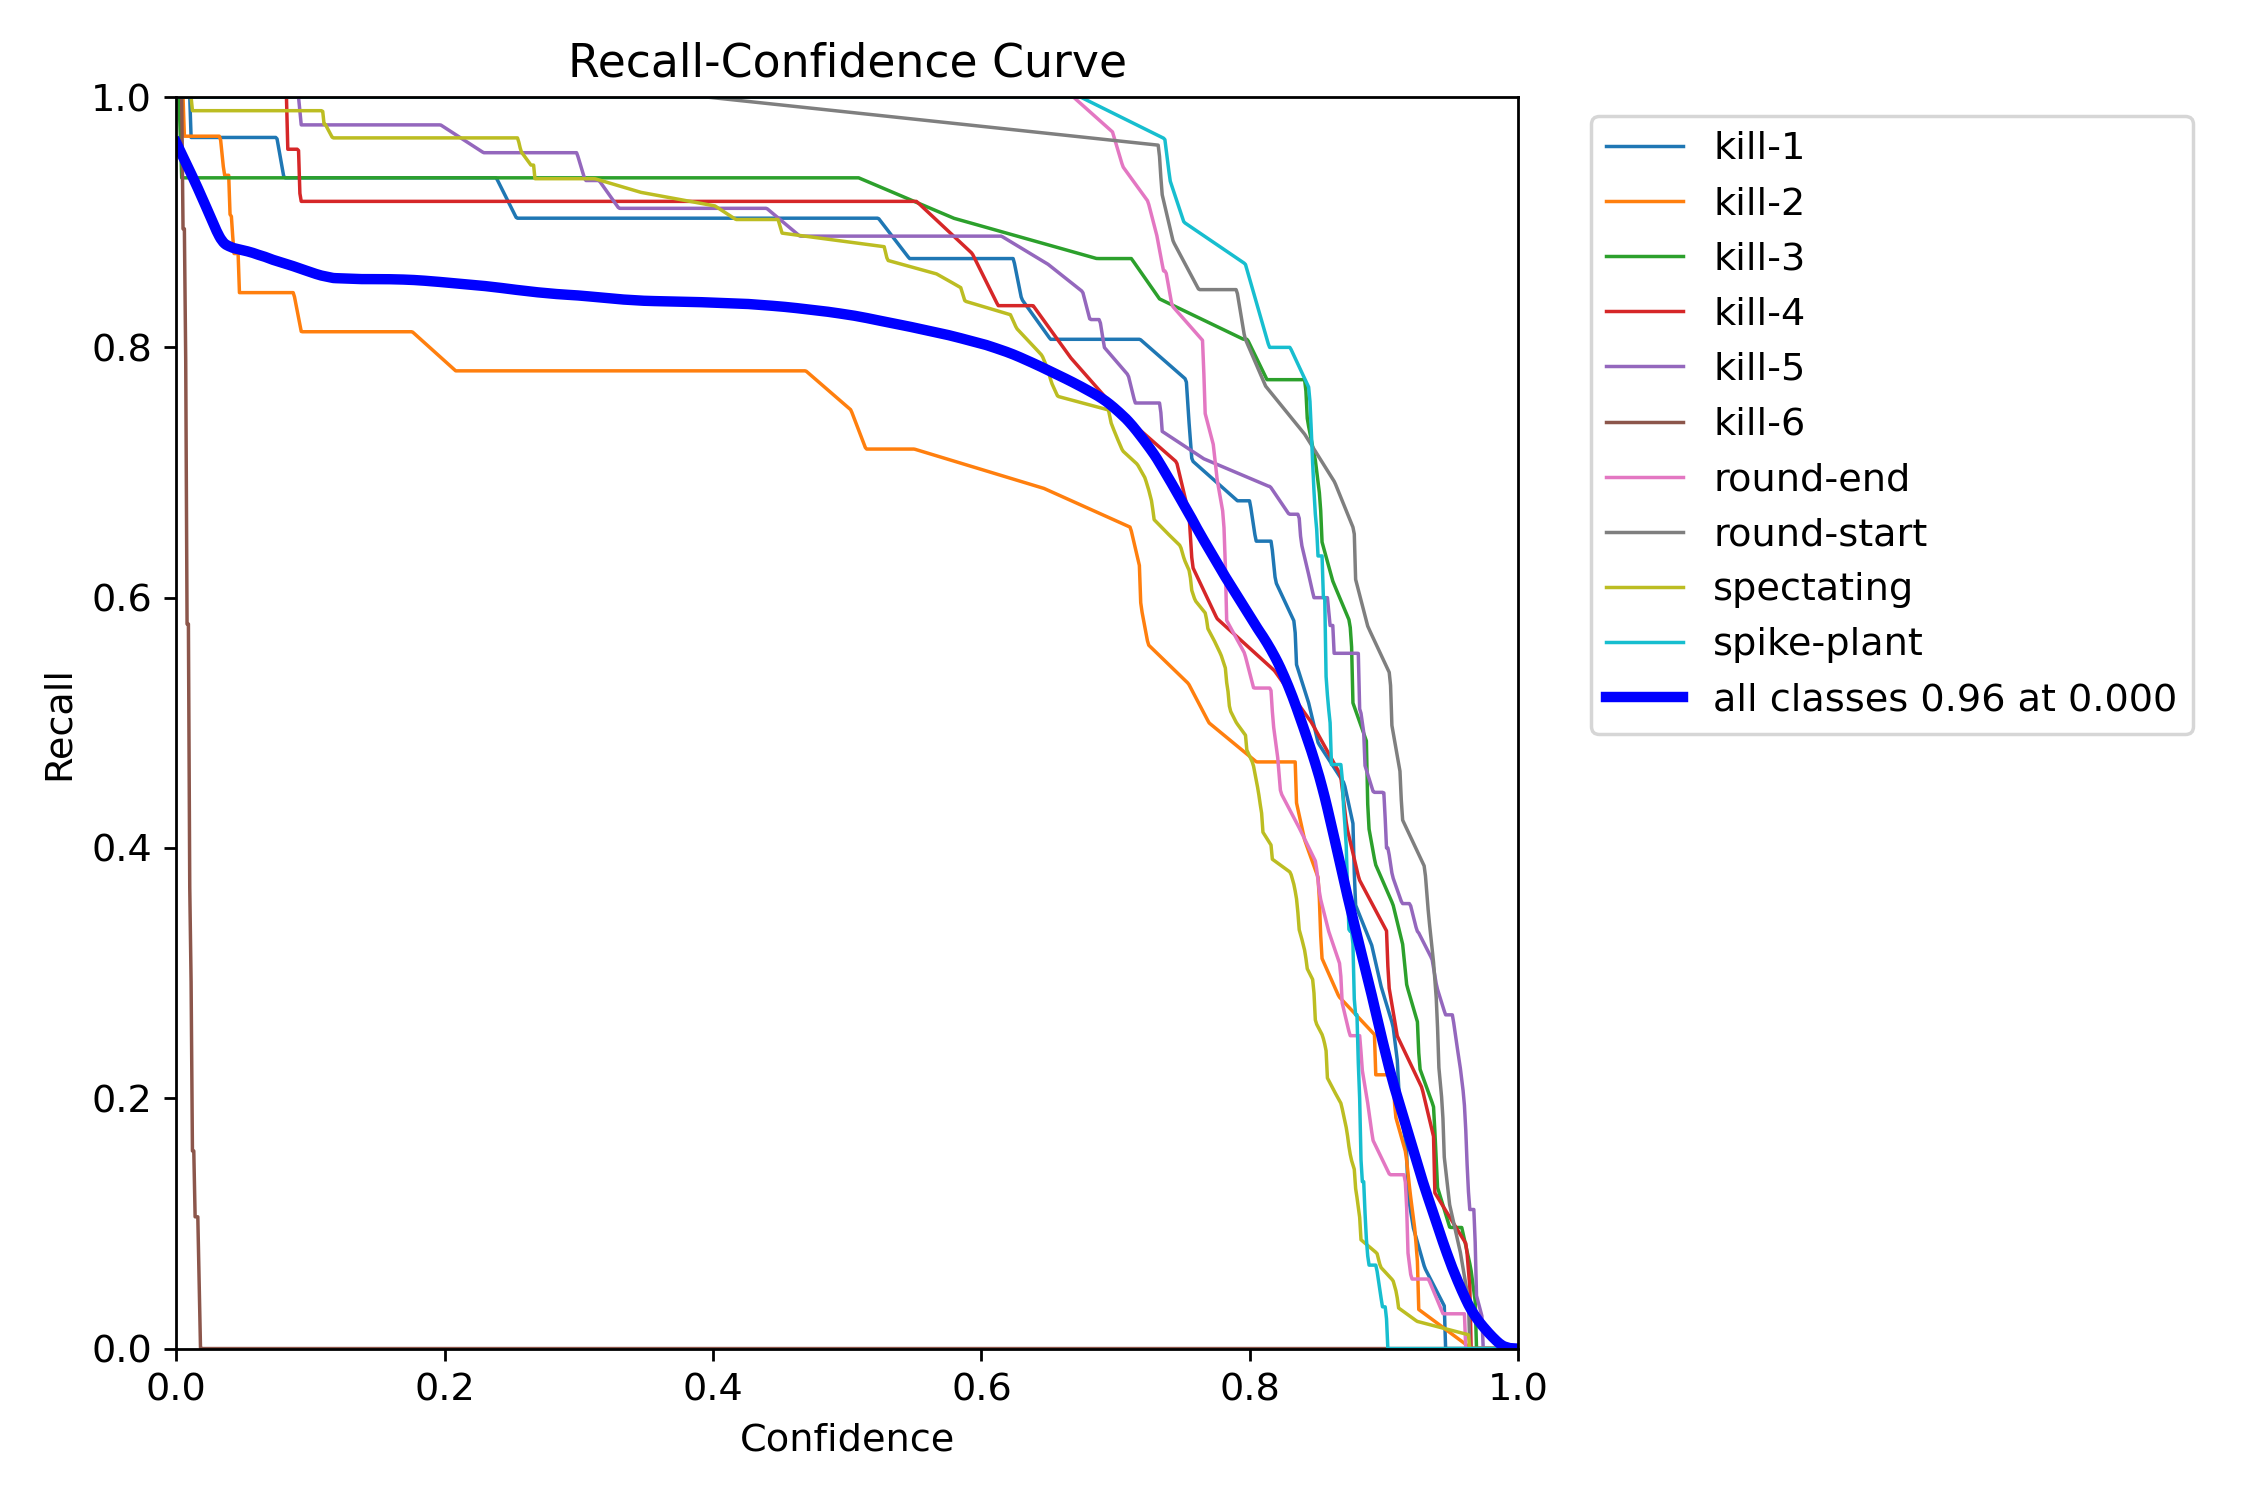 Recall-Confidence Curve
1.0
0.8
0.6
0.4
0.2
0.0
Recall
0.0 0.2 0.4 0.6 0.8 1.0
Confidence
kill-1
kill-2
kill-3
kill-4
kill-5
kill-6
round-end
round-start
spectating
spike-plant
all classes 0.96 at 0.000